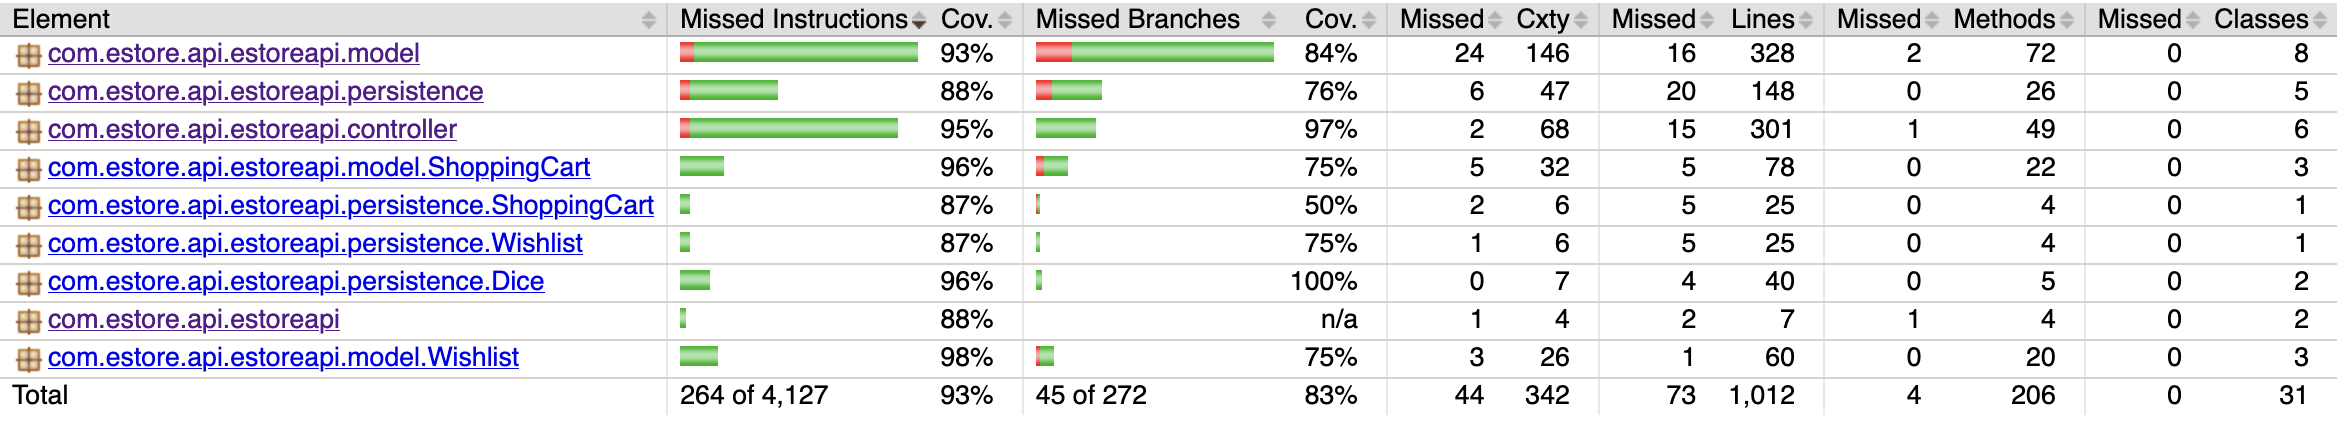 Element Missed Instructions Cov. Missed Branches Cov. Missed Cxty Missed Lines Missed Methods Missed Classes
com.estore.api.estoreapi.model 93% 84% 24 146 16 328 2 72 0 8
com.estore.api.estoreapi.persistence 88% 76% 6 47 20 148 0 26 0 5
com.estore.api.estoreapi.controller 95% 97% 2 68 15 301 1 49 0 6
com.estore.api.estoreapi.model.ShoppingCart 96% 75% 5 32 5 78 0 22 0 3
com.estore.api.estoreapi.persistence.ShoppingCart 87% 50% 2 6 5 25 0 4 0 1
com.estore.api.estoreapi.persistence.Wishlist 87% 75% 1 6 5 25 0 4 0 1
com.estore.api.estoreapi.persistence.Dice 96% 100% 0 7 4 40 0 5 0 2
com.estore.api.estoreapi 88% n/a 1 4 2 7 1 4 0 2
com.estore.api.estoreapi.model.Wishlist 98% 75% 3 26 1 60 0 20 0 3
Total 264 of 4,127 93% 45 of 272 83% 44 342 73 1,012 4 206 0 31